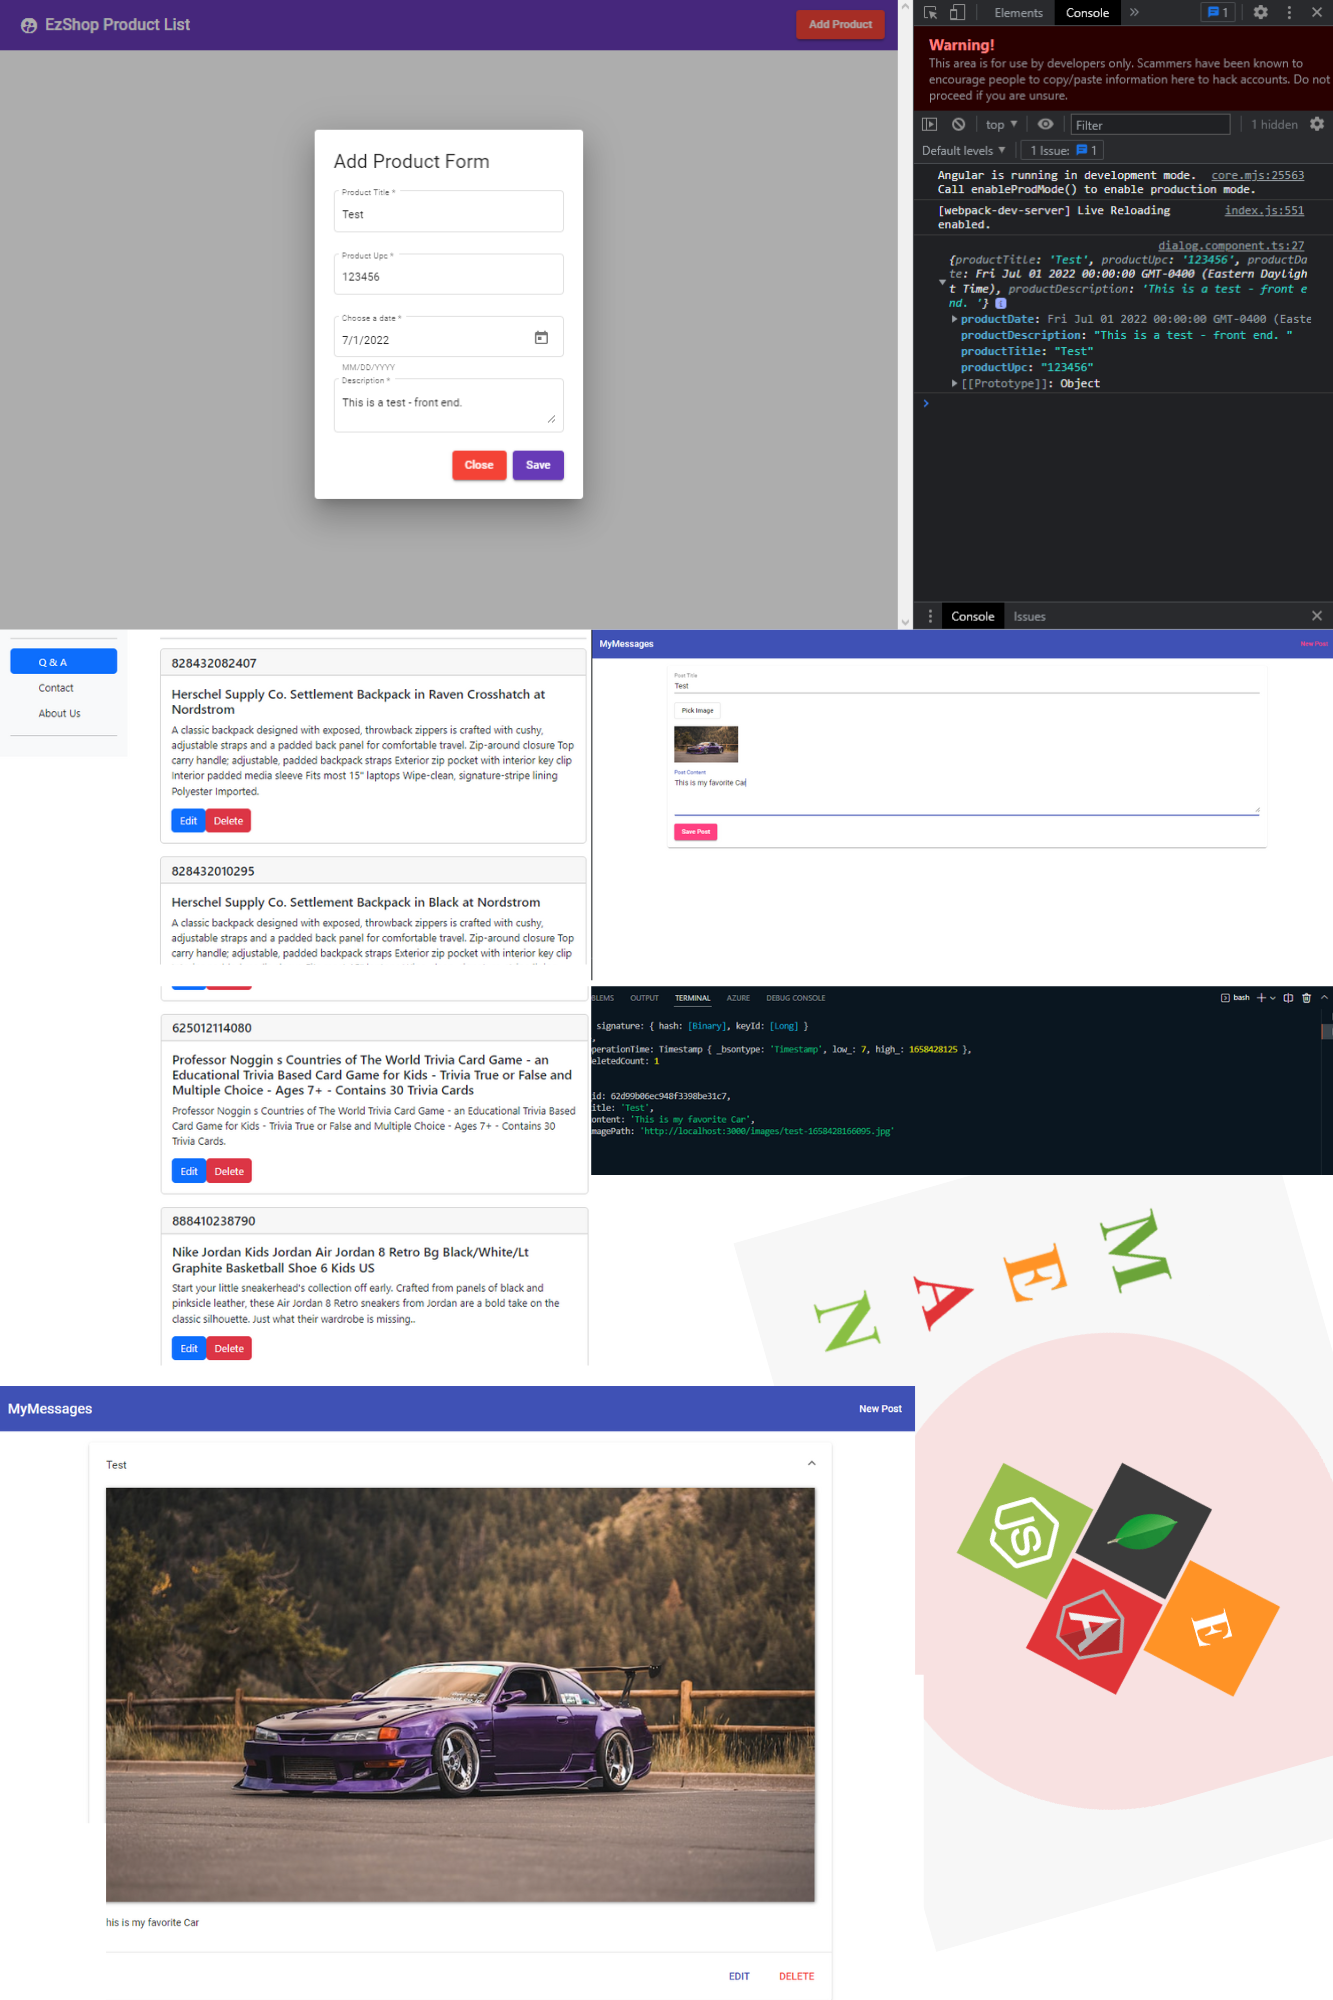 EzShop Product List
Add Product
Add Product Form
Product Title *
Test
Product Upc *
123456
Choose a date *
7/1/2022
MM/DD/YYYY
Description *
This is a test - front end.
Close
Save
Elements
Console
1
Warning!
This area is for use by developers only. Scammers have been known to
encourage people to copy/paste information here to hack accounts. Do not
proceed if you are unsure.
top
Filter
1 hidden
Default levels
1 Issue:
1
Angular is running in development mode. core.mjs:25563
Call enableProdMode() to enable production mode.
[webpack-dev-server] Live Reloading index.js:551
enabled.
dialog.component.ts:27
{productTitle: 'Test', productUpc: '123456', productDa
te: Fri Jul 01 2022 00:00:00 GMT-0400 (Eastern Dayligh
t Time), productDescription: 'This is a test - front e
nd. '}
productDate: Fri Jul 01 2022 00:00:00 GMT-0400 (Easte
productDescription: "This is a test - front end. "
productTitle: "Test"
productUpc: "123456"
[[Prototype]]: Object
Console
Issues
Q & A
Contact
About Us
828432082407
Herschel Supply Co. Settlement Backpack in Raven Crosshatch at
Nordstrom
A classic backpack designed with exposed, throwback zippers is crafted with cushy,
adjustable straps and a padded back panel for comfortable travel. Zip-around closure Top
carry handle; adjustable, padded backpack straps Exterior zip pocket with interior key clip
Interior padded media sleeve Fits most 15" laptops Wipe-clean, signature-stripe lining
Polyester Imported.
Edit
Delete
828432010295
Herschel Supply Co. Settlement Backpack in Black at Nordstrom
A classic backpack designed with exposed, throwback zippers is crafted with cushy,
adjustable straps and a padded back panel for comfortable travel. Zip-around closure Top
carry handle; adjustable, padded backpack straps Exterior zip pocket with interior key clip
MyMessages
New Post
Post Title
Test
Pick Image
Post Content
This is my favorite Car
Save Post
625012114080
Professor Noggin s Countries of The World Trivia Card Game - an
Educational Trivia Based Card Game for Kids - Trivia True or False and
Multiple Choice - Ages 7+ - Contains 30 Trivia Cards
Professor Noggin s Countries of The World Trivia Card Game - an Educational Trivia Based
Card Game for Kids - Trivia True or False and Multiple Choice - Ages 7+ - Contains 30
Trivia Cards.
Edit
Delete
888410238790
Nike Jordan Kids Jordan Air Jordan 8 Retro Bg Black/White/Lt
Graphite Basketball Shoe 6 Kids US
Start your little sneakerhead's collection off early. Crafted from panels of black and
pinksicle leather, these Air Jordan 8 Retro sneakers from Jordan are a bold take on the
classic silhouette. Just what their wardrobe is missing..
Edit
Delete
BLEMS
OUTPUT
TERMINAL
AZURE
DEBUG CONSOLE
bash
signature: { hash: [Binary], keyId: [Long] }
,
perationTime: Timestamp { _bsontype: 'Timestamp', low_: 7, high_: 1658428125 },
eletedCount: 1
id: 62d99b06ec948f3398be31c7,
itle: 'Test',
ontent: 'This is my favorite Car',
magePath: 'http://localhost:3000/images/test-1658428166095.jpg'
M
E
A
N
JS
A
E
MyMessages
New Post
Test
his is my favorite Car
EDIT
DELETE